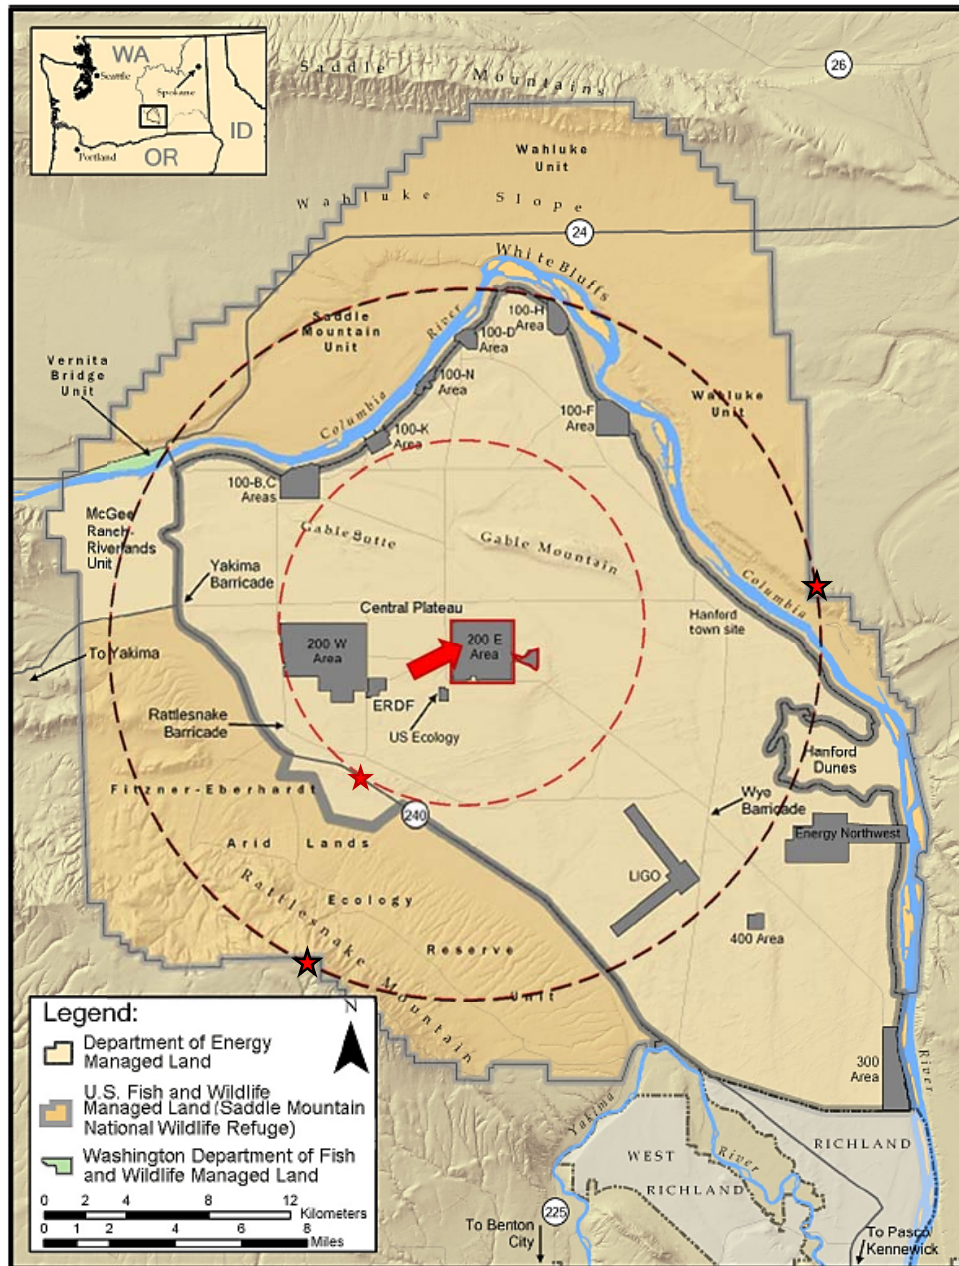 WA
Seattle
Spokane
ID
OR
Portland
26
Saddle Mountains
Wahluke
Unit
Wahluke Slope
24
White Bluffs
Saddle
Mountain
Unit
Columbia River
100-H
Area
100-D
Area
100-N
Area
100-K
Area
100-F
Area
100-B,C
Areas
Vernita
Bridge
Unit
Wahluke
Unit
McGee
Ranch-
Riverlands
Unit
Gable Butte
Gable Mountain
Yakima
Barricade
Columbia
Central Plateau
Hanford
town site
200 W
Area
200 E
Area
To Yakima
ERDF
US Ecology
Rattlesnake
Barricade
Hanford
Dunes
Fitzner-Eberhardt
Arid Lands
Ecology
Reserve
Unit
240
Wye
Barricade
Energy Northwest
LIGO
400 Area
Rattlesnake Mountain
N
300
Area
River
Yakima
River
WEST
RICHLAND
RICHLAND
225
To Benton
City
To Pasco
Kennewick
Legend:
Department of Energy
Managed Land
U.S. Fish and Wildlife
Managed Land (Saddle Mountain
National Wildlife Refuge)
Washington Department of Fish
and Wildlife Managed Land
0 2 4 8 12
Kilometers
Miles
0 1 2 4 6 8